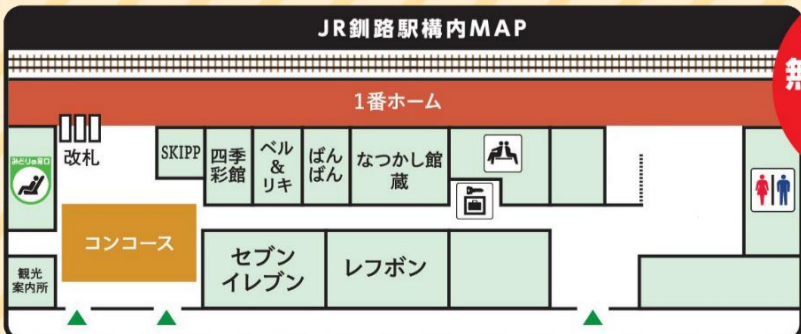 JR釧路駅構内MAP
無
1番ホーム
みどりの窓口
改札
SKIPP
四季
彩館
ベル
&
リキ
ばん
ばん
なつかし館
蔵
コンコース
セブン
イレブン
レフボン
観光
案内所